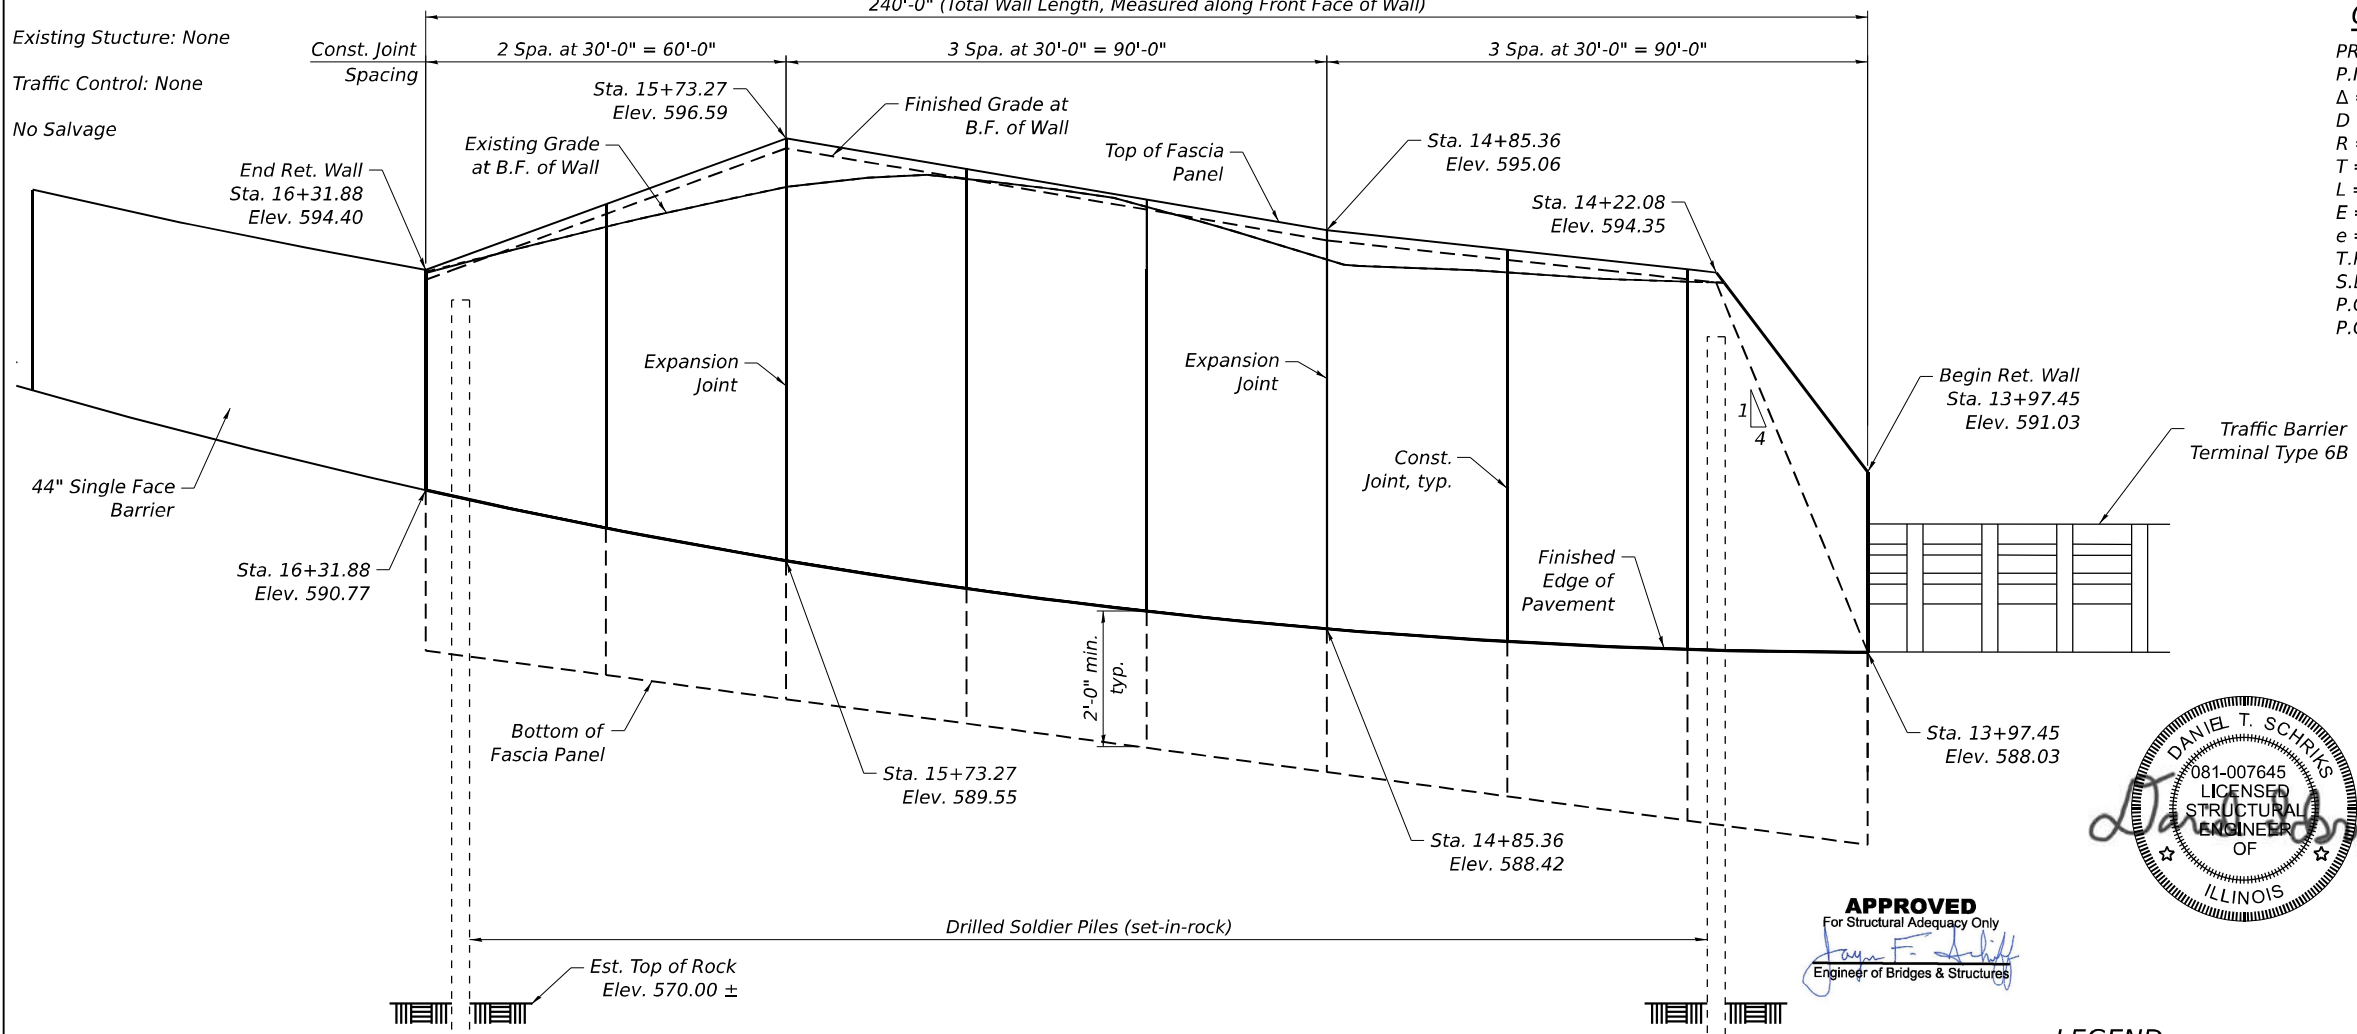 240'-0" (Total Wall Length, Measured along Front Face of Wall)
Existing Stucture: None
Traffic Control: None
No Salvage
Const. Joint
Spacing
2 Spa. at 30'-0" = 60'-0"
3 Spa. at 30'-0" = 90'-0"
3 Spa. at 30'-0" = 90'-0"
Sta. 15+73.27
Elev. 596.59
Finished Grade at
B.F. of Wall
Existing Grade
at B.F. of Wall
Top of Fascia
Panel
Sta. 14+85.36
Elev. 595.06
End Ret. Wall
Sta. 16+31.88
Elev. 594.40
Sta. 14+22.08
Elev. 594.35
Expansion
Joint
Expansion
Joint
1
4
Begin Ret. Wall
Sta. 13+97.45
Elev. 591.03
Traffic Barrier
Terminal Type 6B
Const.
Joint, typ.
44" Single Face
Barrier
Sta. 16+31.88
Elev. 590.77
Finished
Edge of
Pavement
2'-0" min.
typ.
Bottom of
Fascia Panel
Sta. 15+73.27
Elev. 589.55
Sta. 14+85.36
Elev. 588.42
Sta. 13+97.45
Elev. 588.03
Drilled Soldier Piles (set-in-rock)
Est. Top of Rock
Elev. 570.00 ±
DANIEL T. SCHRIKS
081-007645
LICENSED
STRUCTURAL
ENGINEER
OF
ILLINOIS
APPROVED
For Structural Adequacy Only
Engineer of Bridges & Structures
LEGEND
PR
Δ =
D
R =
T =
L =
E =
e =